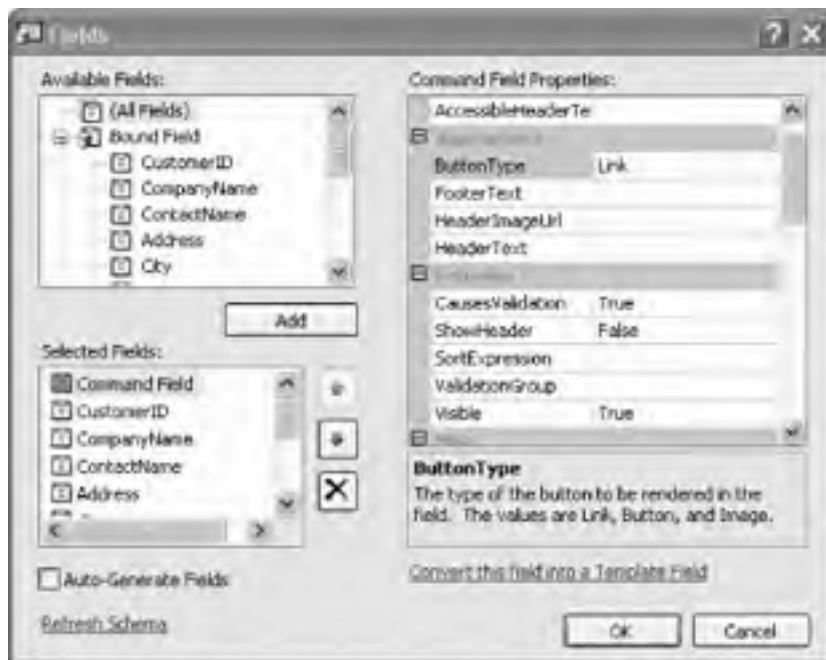 Fields
Available Fields:
(All Fields)
Bound Field
CustomerID
CompanyName
ContactName
Address
City
Add
Selected Fields:
Command Field
CustomerID
CompanyName
ContactName
Address
Auto-Generate Fields
Refresh Schema
Command Field Properties:
AccessibleHeaderTe
ButtonType Link
FooterText
HeaderImageUrl
HeaderText
CausesValidation True
ShowHeader False
SortExpression
ValidationGroup
Visible True
ButtonType
The type of the button to be rendered in the
field. The values are Link, Button, and Image.
Convert this field into a Template Field
OK Cancel